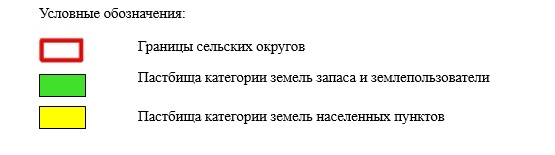 Условные обозначения:
Границы сельских округов
Пастбища категории земель запаса и землепользователи
Пастбища категории земель населенных пунктов